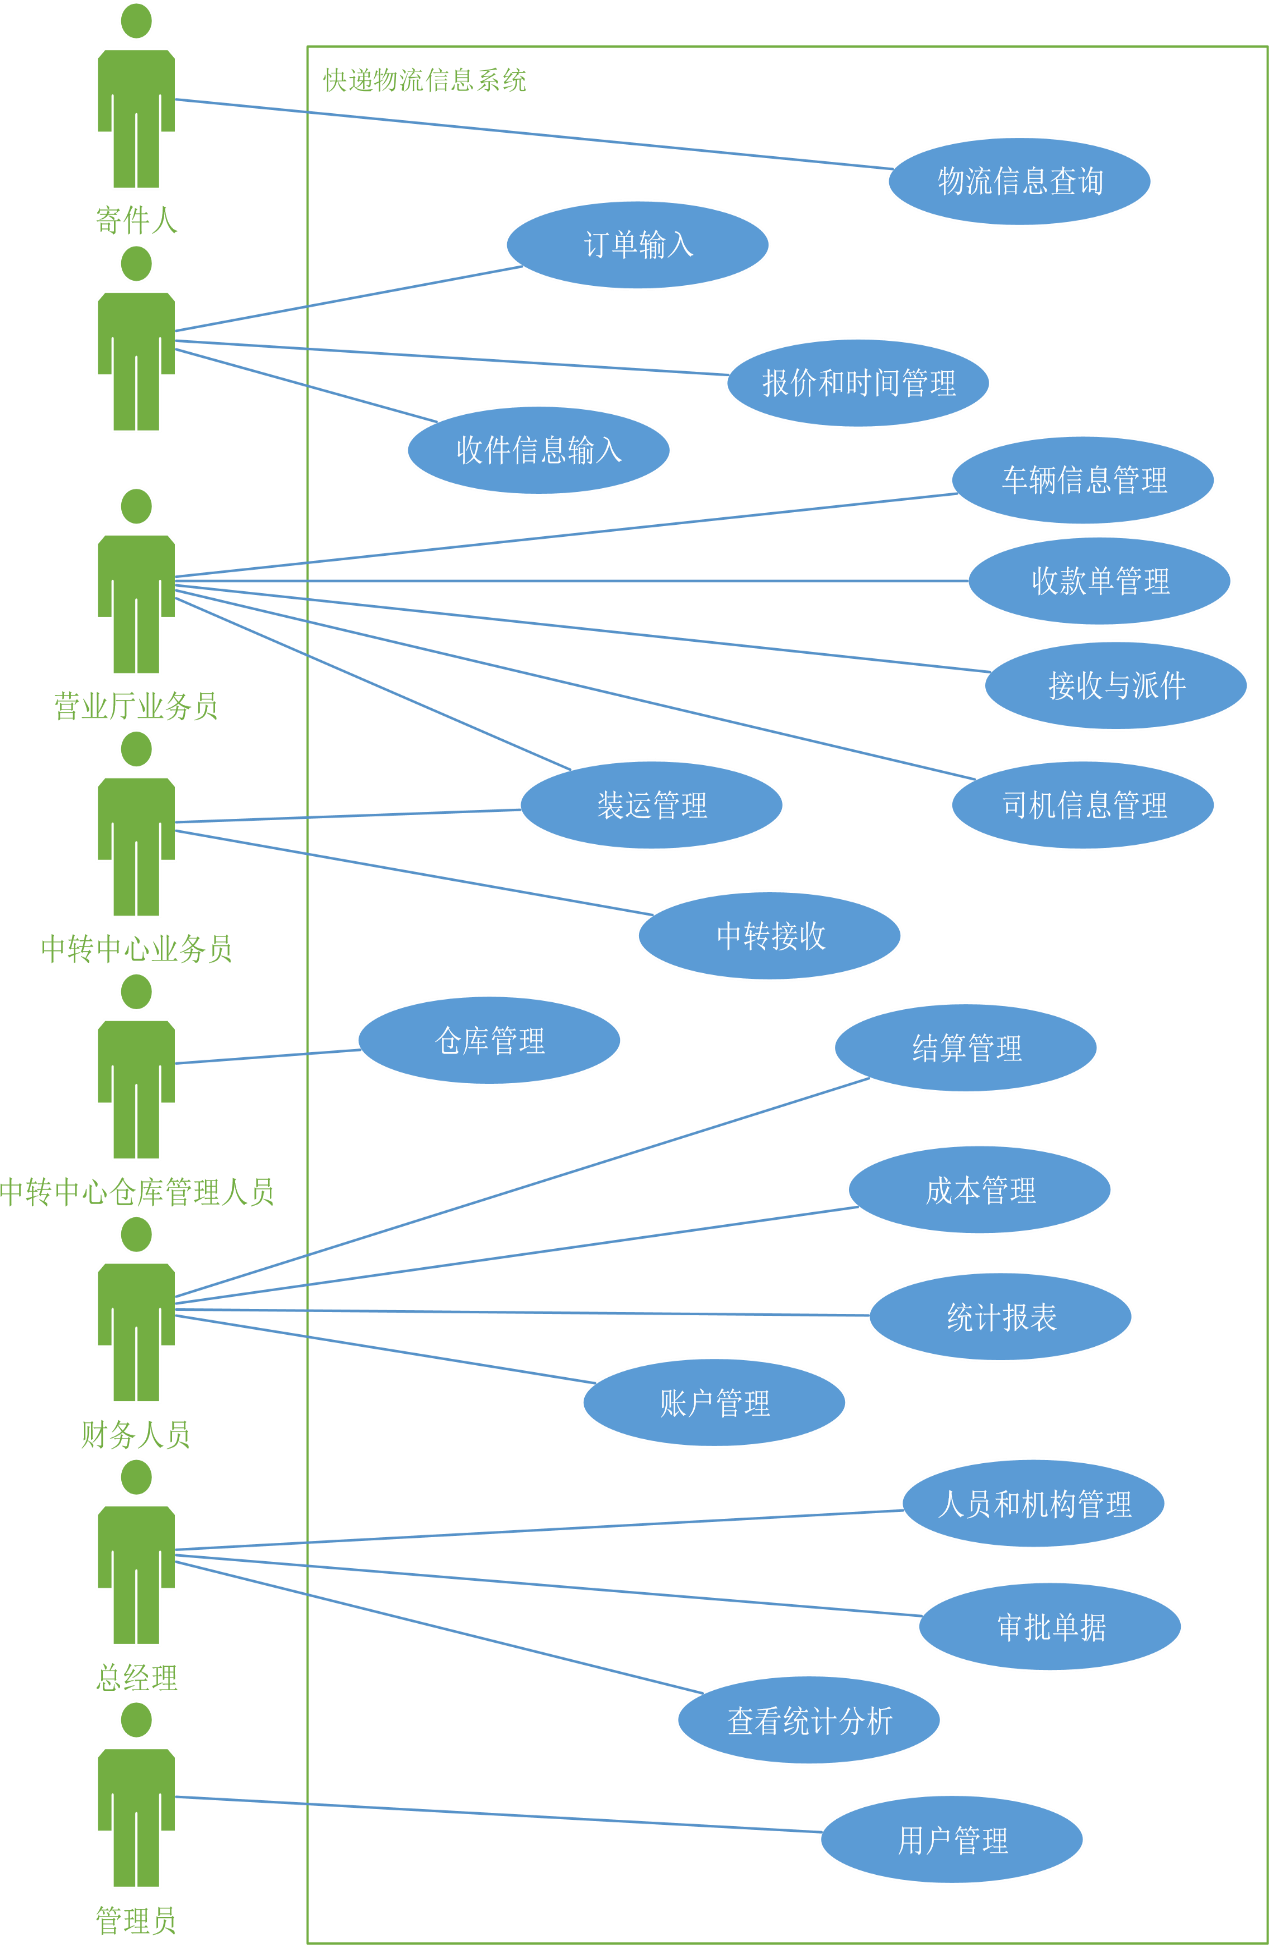 快递物流信息系统
物流信息查询
寄件人
订单输入
报价和时间管理
收件信息输入
车辆信息管理
收款单管理
接收与派件
营业厅业务员
装运管理
司机信息管理
中转接收
中转中心业务员
仓库管理
结算管理
成本管理
中转中心仓库管理人员
统计报表
账户管理
财务人员
人员和机构管理
审批单据
总经理
查看统计分析
用户管理
管理员